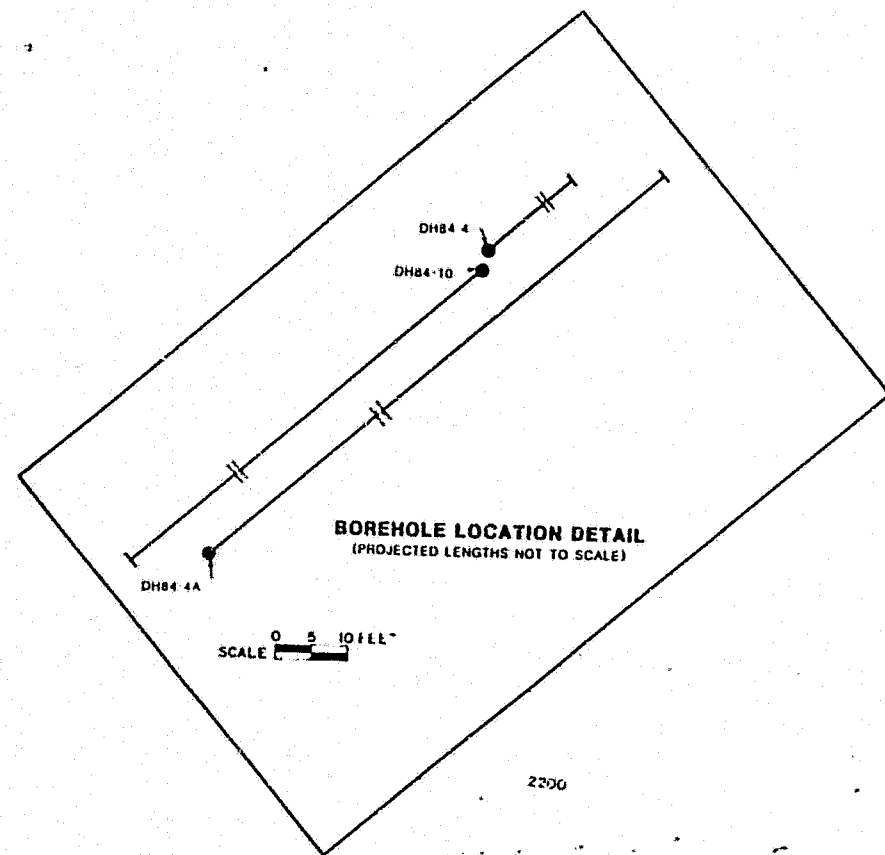 DH84-4
DH84-10
BOREHOLE LOCATION DETAIL
(PROJECTED LENGTHS NOT TO SCALE)
DH84-4A
0 5 10 FEET
SCALE
2200